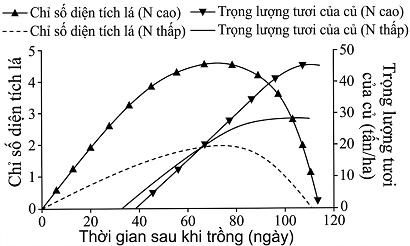 Chỉ số diện tích lá (N cao) Trọng lượng tươi của củ (N cao)
Chỉ số diện tích lá (N thấp) Trọng lượng tươi của củ (N thấp)
Chỉ số diện tích lá
5
4
3
2
1
0
50
40
30
20
10
0
Trọng lượng tươi
của củ (tấn/ha)
0 20 40 60 80 100 120
Thời gian sau khi trồng (ngày)